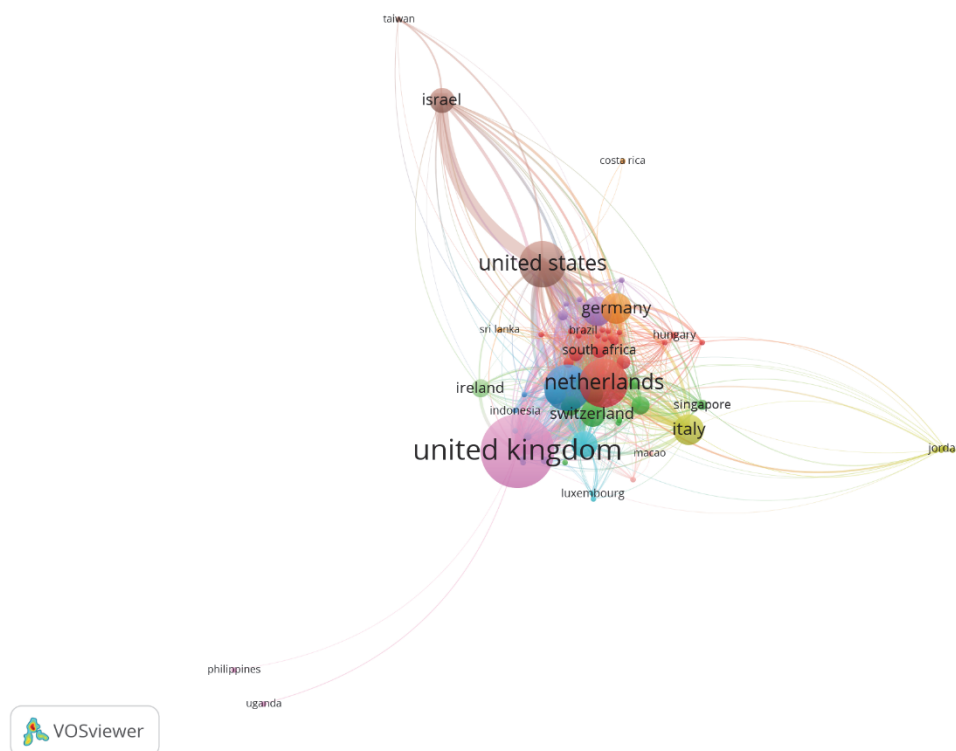 taiwan
israel
costa rica
united states
germany
sri lanka
brazil
hungary
south africa
netherlands
ireland
singapore
indonesia
switzerland
italy
united kingdom
jorda
macao
luxembourg
philippines
uganda
VOSviewer